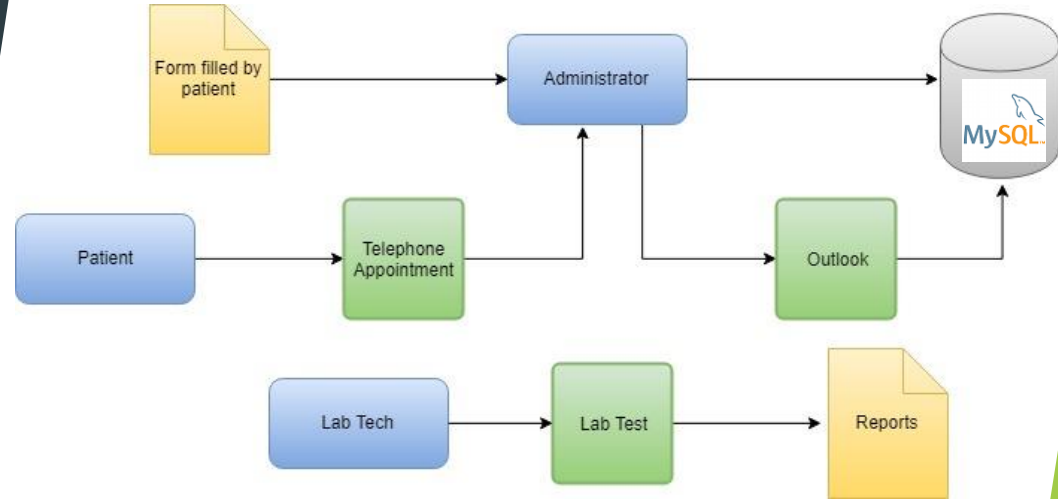 Form filled by
patient
Administrator
MySQL
Patient
Telephone
Appointment
Outlook
Lab Tech
Lab Test
Reports